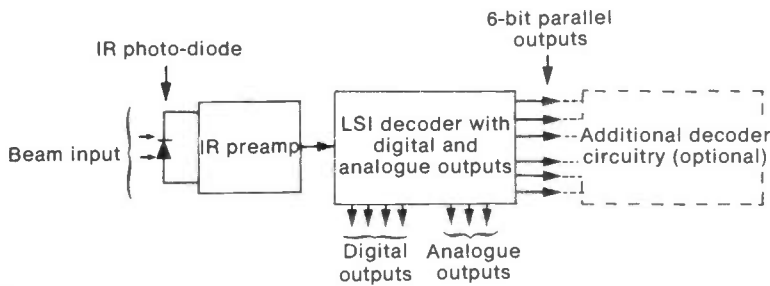 6-bit parallel
outputs
IR photo-diode
Beam input
IR preamp
LSI decoder with
digital and
analogue outputs
Additional decoder
circuitry (optional)
Digital
outputs
Analogue
outputs